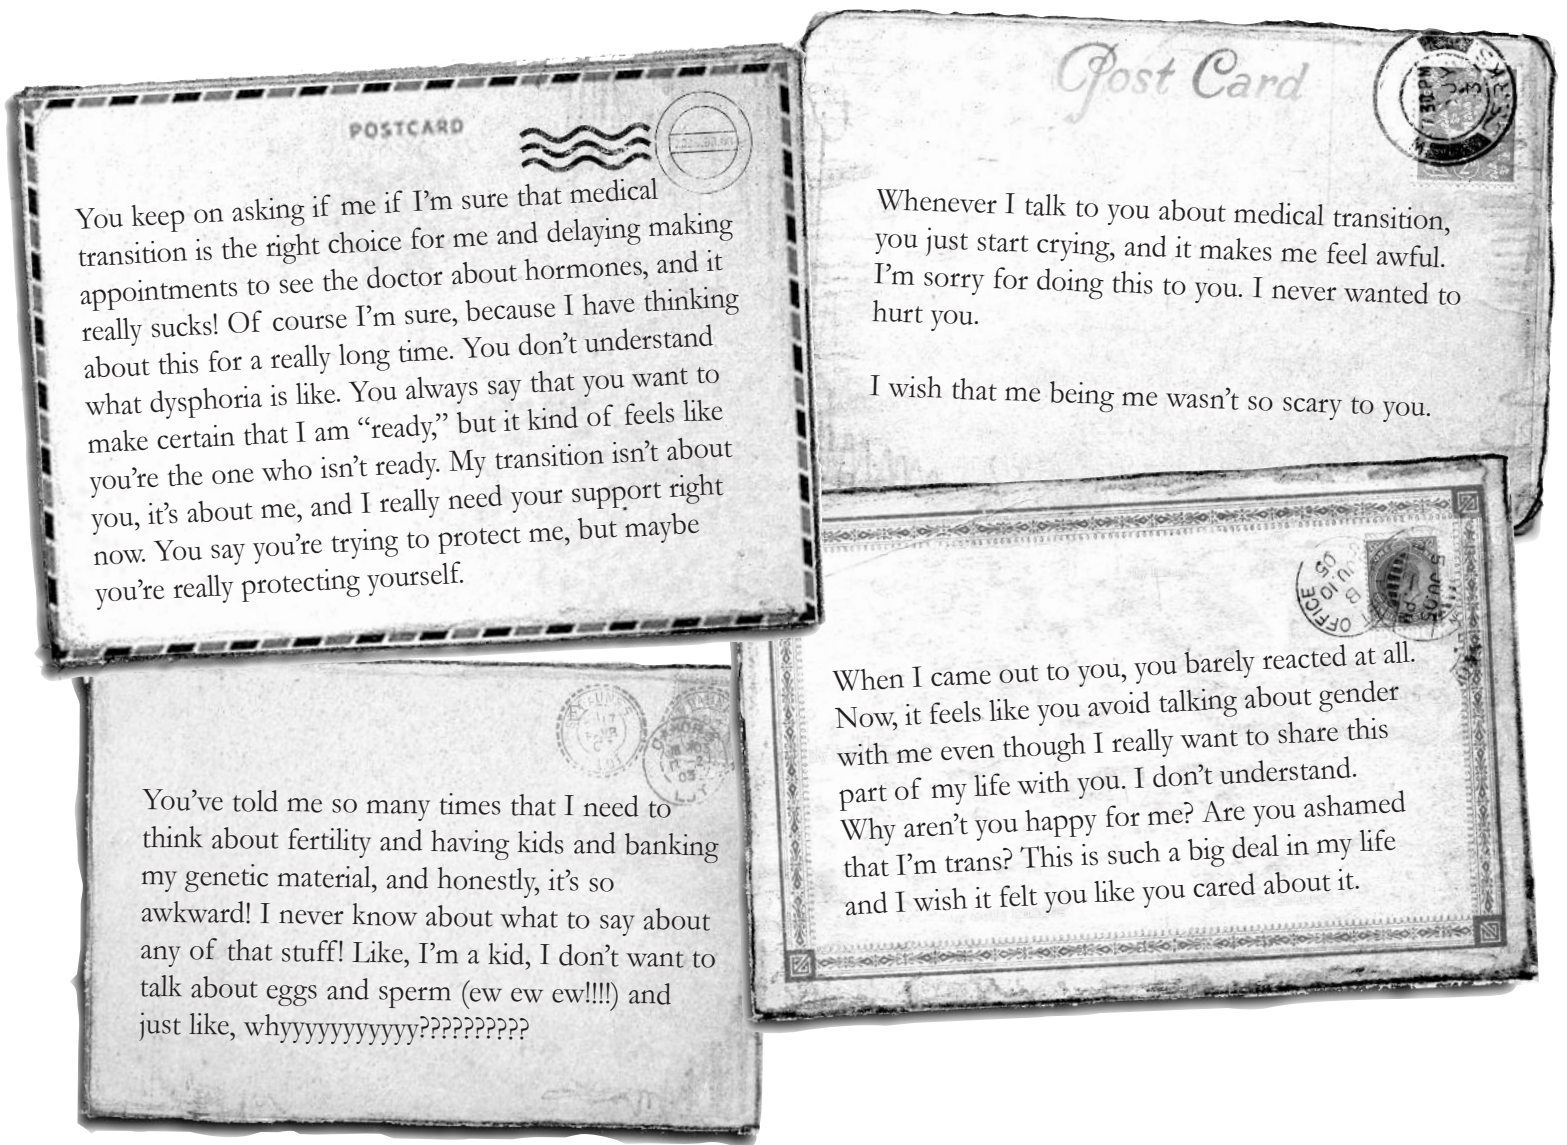 POSTCARD
You keep on asking if me if I'm sure that medical
transition is the right choice for me and delaying making
appointments to see the doctor about hormones, and it
really sucks! Of course I'm sure, because I have thinking
about this for a really long time. You don't understand
what dysphoria is like. You always say that you want to
make certain that I am “ready,” but it kind of feels like
you're the one who isn't ready. My transition isn't about
you, it's about me, and I really need your support right
now. You say you're trying to protect me, but maybe
you're really protecting yourself.
Post Card
7 30 PM
Whenever I talk to you about medical transition,
you just start crying, and it makes me feel awful.
I'm sorry for doing this to you. I never wanted to
hurt you.
I wish that me being me wasn't so scary to you.
OFFICE
When I came out to you, you barely reacted at all.
Now, it feels like you avoid talking about gender
with me even though I really want to share this
part of my life with you. I don't understand.
Why aren't you happy for me? Are you ashamed
that I'm trans? This is such a big deal in my life
and I wish it felt you like you cared about it.
You've told me so many times that I need to
think about fertility and having kids and banking
my genetic material, and honestly, it's so
awkward! I never know about what to say about
any of that stuff! Like, I'm a kid, I don't want to
talk about eggs and sperm (ew ew ew!!!!) and
just like, whyyyyyyyyyyy??????????